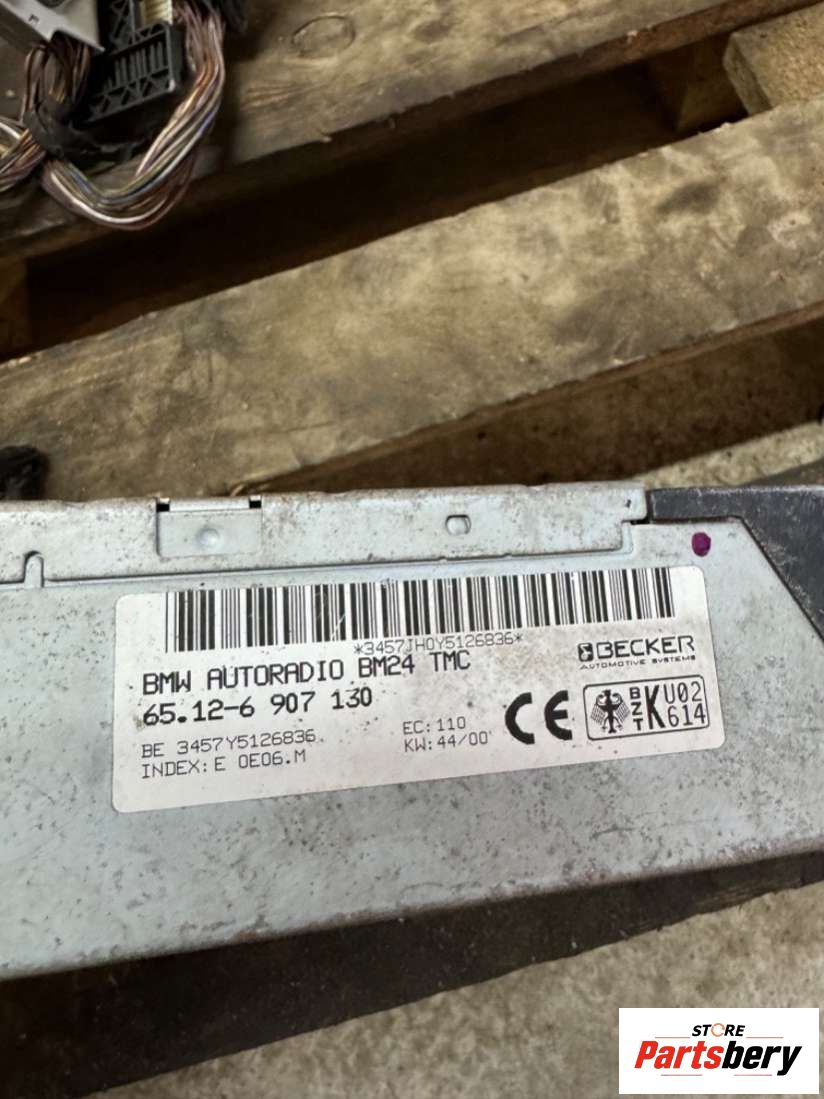 *3457JH0Y5126836*
BMW AUTORADIO BM24 TMC
65.12-6 907 130
BE 3457Y5126836
INDEX:E 0E06.M
EC:110
KW:44/00
CE
BECKER
AUTOMOTIVE SYSTEMS
BZT K U02 614
STORE
Partsbery